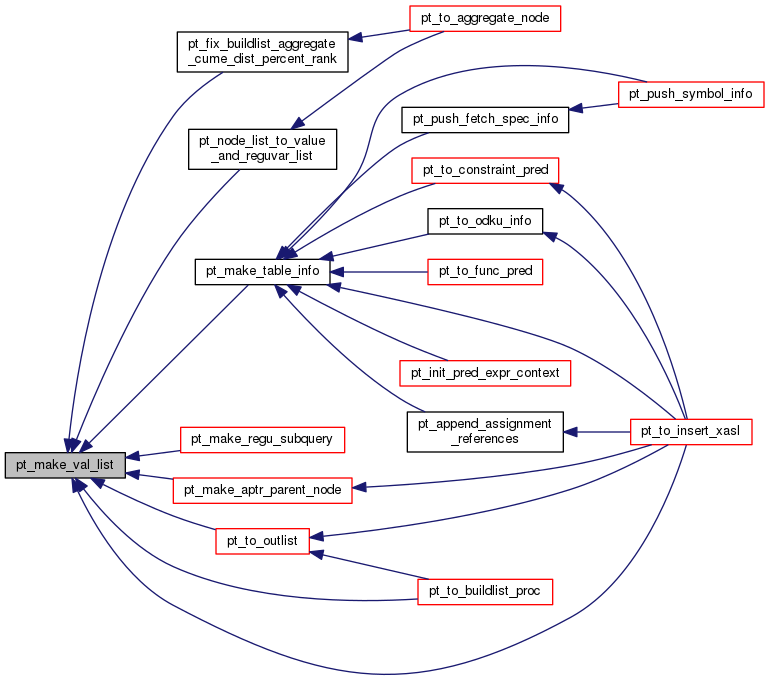 pt_to_aggregate_node
pt_fix_buildlist_aggregate
_cume_dist_percent_rank
pt_push_symbol_info
pt_push_fetch_spec_info
pt_node_list_to_value
_and_reguvar_list
pt_to_constraint_pred
pt_to_odku_info
pt_make_table_info
pt_to_func_pred
pt_init_pred_expr_context
pt_append_assignment
_references
pt_to_insert_xasl
pt_make_regu_subquery
pt_make_val_list
pt_make_aptr_parent_node
pt_to_outlist
pt_to_buildlist_proc